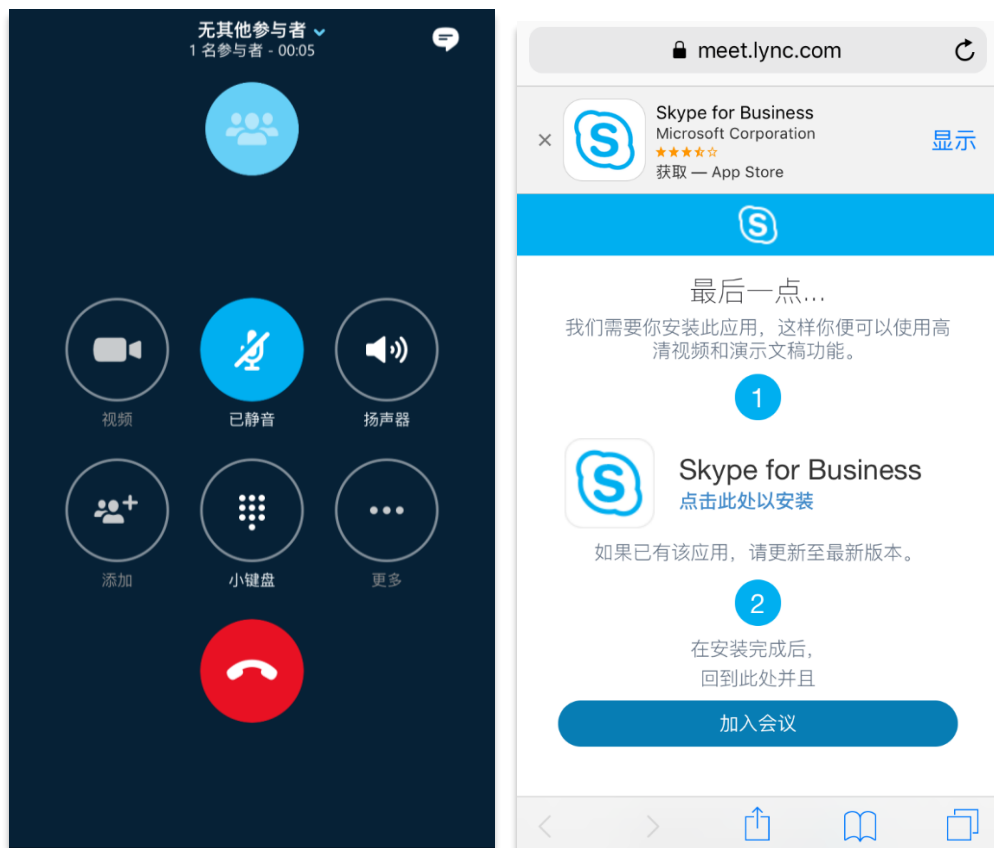 无其他参与者
1 名参与者 - 00:05
视频
已静音
扬声器
添加
小键盘
更多
meet.lync.com
Skype for Business
Microsoft Corporation
获取 — App Store
显示
最后一点...
我们需要你安装此应用，这样你便可以使用高
清视频和演示文稿功能。
1
Skype for Business
点击此处以安装
如果已有该应用，请更新至最新版本。
2
在安装完成后，
回到此处并且
加入会议